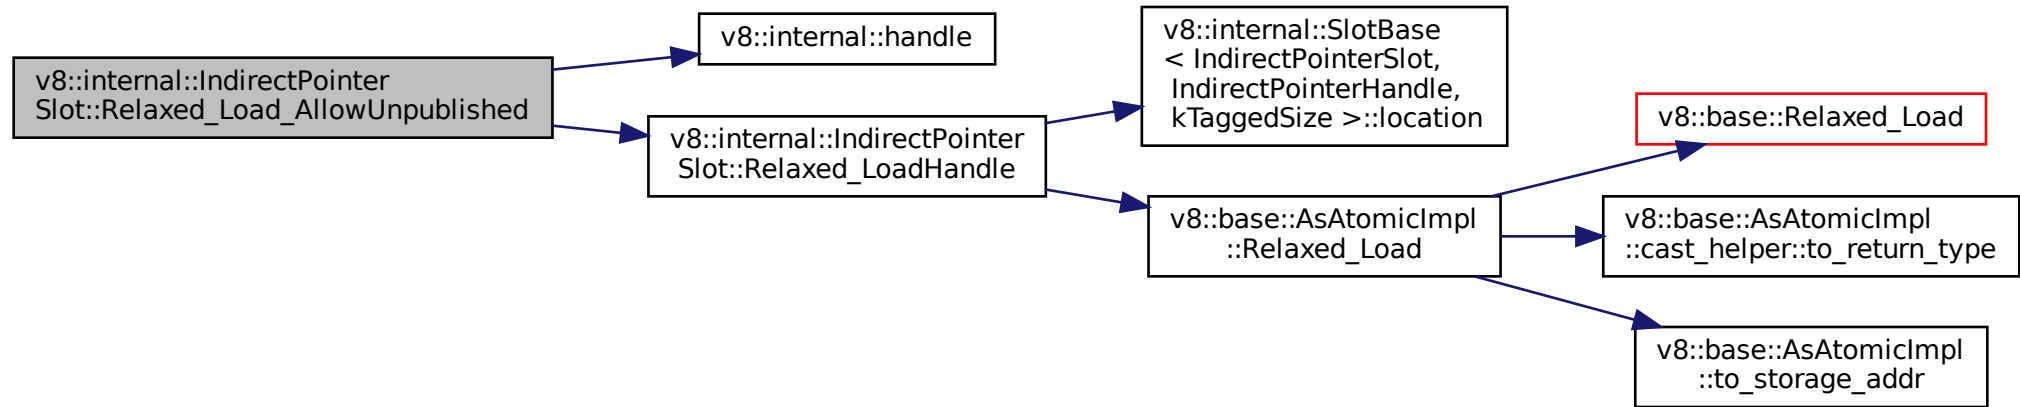 v8::internal::IndirectPointer
Slot::Relaxed_Load_AllowUnpublished
v8::internal::handle
v8::internal::IndirectPointer
Slot::Relaxed_LoadHandle
v8::internal::SlotBase
< IndirectPointerSlot,
IndirectPointerHandle,
kTaggedSize >::location
v8::base::AsAtomicImpl
::Relaxed_Load
v8::base::Relaxed_Load
v8::base::AsAtomicImpl
::cast_helper::to_return_type
v8::base::AsAtomicImpl
::to_storage_addr